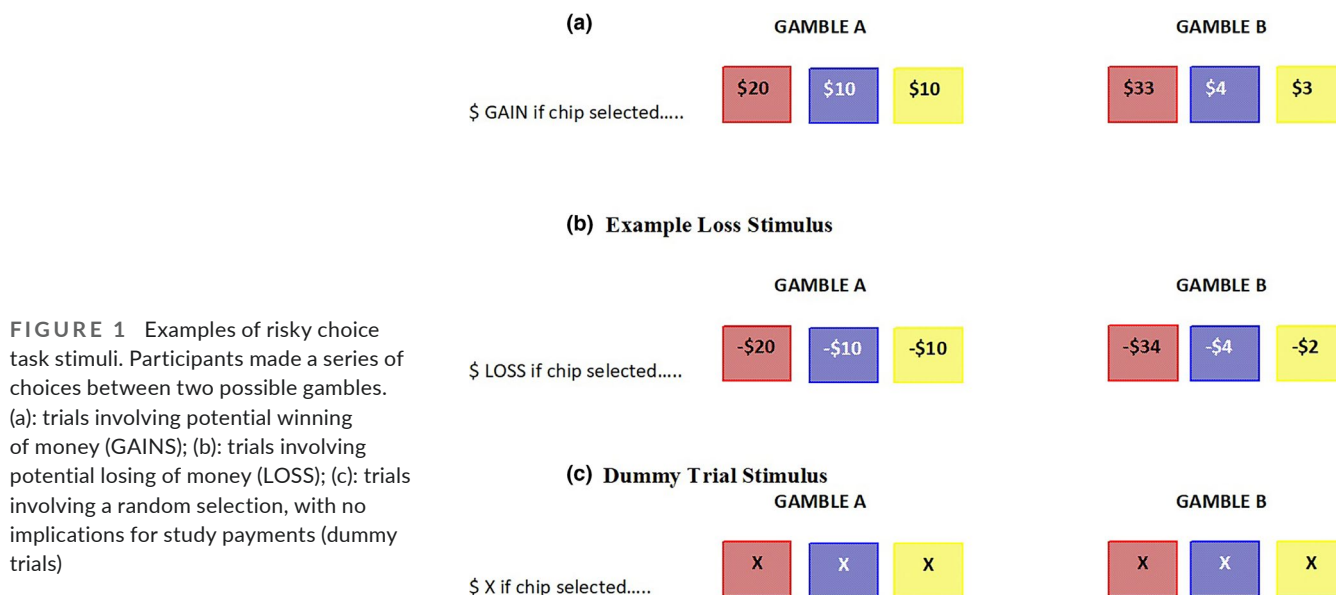 (a)
GAMBLE A GAMBLE B
$20 $10 $10 $33 $4 $3
$ GAIN if chip selected.....
(b) Example Loss Stimulus
GAMBLE A GAMBLE B
-$20 -$10 -$10 -$34 -$4 -$2
$ LOSS if chip selected.....
(c) Dummy Trial Stimulus
GAMBLE A GAMBLE B
X X X X X X
$ X if chip selected.....
FIGURE 1 Examples of risky choice
task stimuli. Participants made a series of
choices between two possible gambles.
(a): trials involving potential winning
of money (GAINS); (b): trials involving
potential losing of money (LOSS); (c): trials
involving a random selection, with no
implications for study payments (dummy
trials)